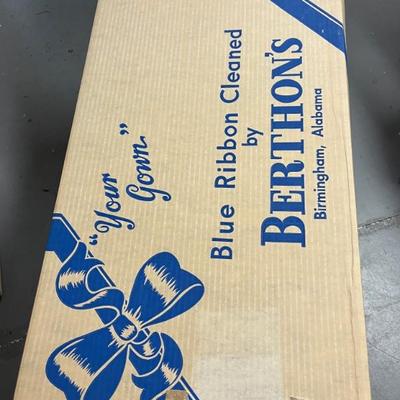 "Your
Gown"
Blue Ribbon Cleaned
by
BERTHON'S
Birmingham, Alabama